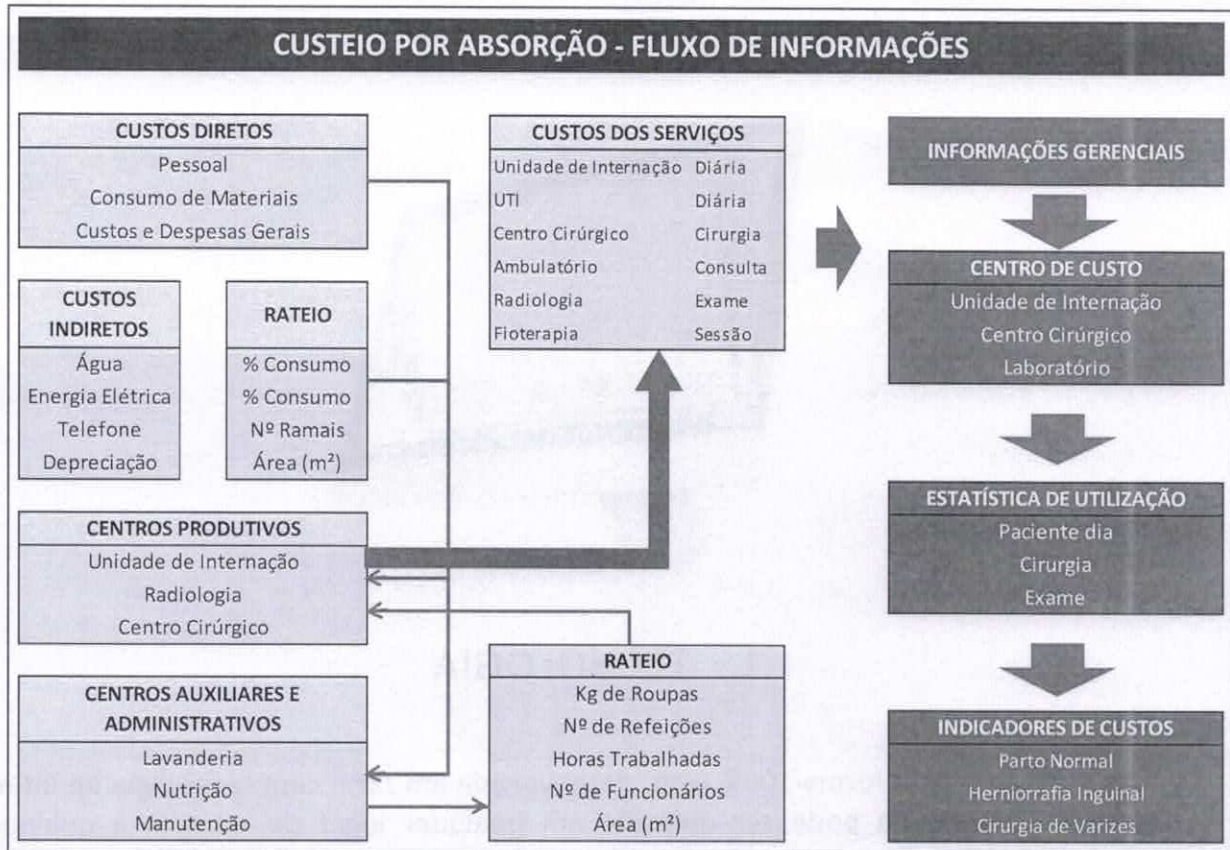 CUSTEIO POR ABSORÇÃO - FLUXO DE INFORMAÇÕES
CUSTOS DIRETOS
Pessoal
Consumo de Materiais
Custos e Despesas Gerais
CUSTOS
INDIRETOS
Água
Energia Elétrica
Telefone
Depreciação
RATEIO
% Consumo
% Consumo
Nº Ramais
Área (m²)
CENTROS PRODUTIVOS
Unidade de Internação
Radiologia
Centro Cirúrgico
CENTROS AUXILIARES E
ADMINISTRATIVOS
Lavanderia
Nutrição
Manutenção
CUSTOS DOS SERVIÇOS
Unidade de Internação Diária
UTI Diária
Centro Cirúrgico Cirurgia
Ambulatório Consulta
Radiologia Exame
Fioterapia Sessão
RATEIO
Kg de Roupas
Nº de Refeições
Horas Trabalhadas
Nº de Funcionários
Área (m²)
INFORMAÇÕES GERENCIAIS
CENTRO DE CUSTO
Unidade de Internação
Centro Cirúrgico
Laboratório
ESTATÍSTICA DE UTILIZAÇÃO
Paciente dia
Cirurgia
Exame
INDICADORES DE CUSTOS
Parto Normal
Herniorrafia Inguinal
Cirurgia de Varizes